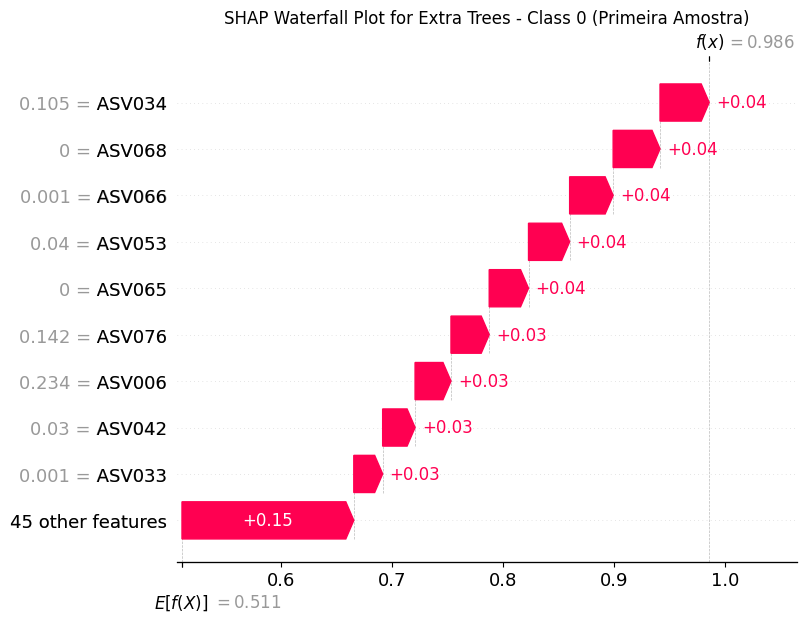 SHAP Waterfall Plot for Extra Trees - Class 0 (Primeira Amostra)
f(x) = 0.986
0.105 = ASV034 +0.04
0 = ASV068 +0.04
0.001 = ASV066 +0.04
0.04 = ASV053 +0.04
0 = ASV065 +0.04
0.142 = ASV076 +0.03
0.234 = ASV006 +0.03
0.03 = ASV042 +0.03
0.001 = ASV033 +0.03
45 other features +0.15
0.6 0.7 0.8 0.9 1.0
E[f(X)] = 0.511